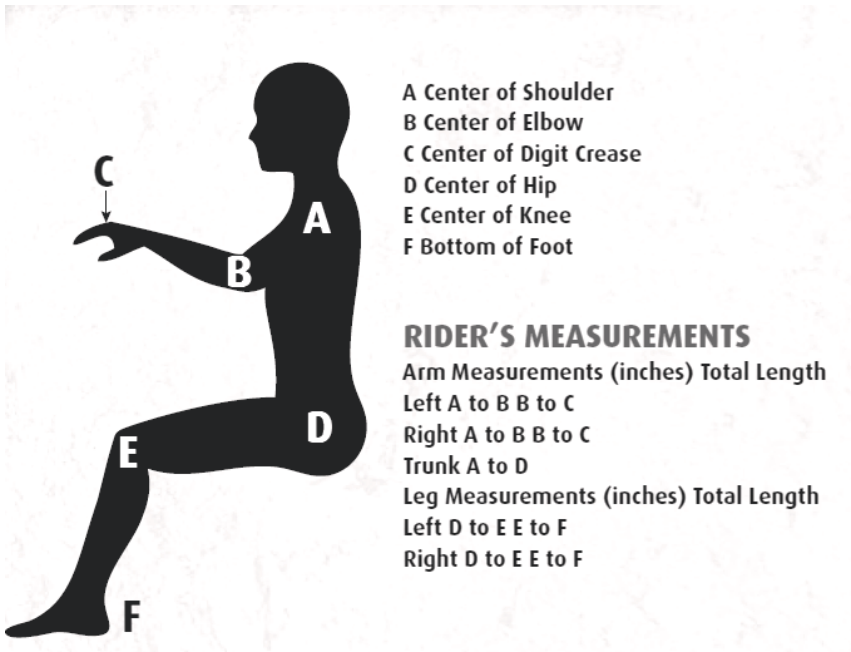 C
A
B
D
E
F
A Center of Shoulder
B Center of Elbow
C Center of Digit Crease
D Center of Hip
E Center of Knee
F Bottom of Foot
RIDER'S MEASUREMENTS
Arm Measurements (inches) Total Length
Left A to B B to C
Right A to B B to C
Trunk A to D
Leg Measurements (inches) Total Length
Left D to E E to F
Right D to E E to F